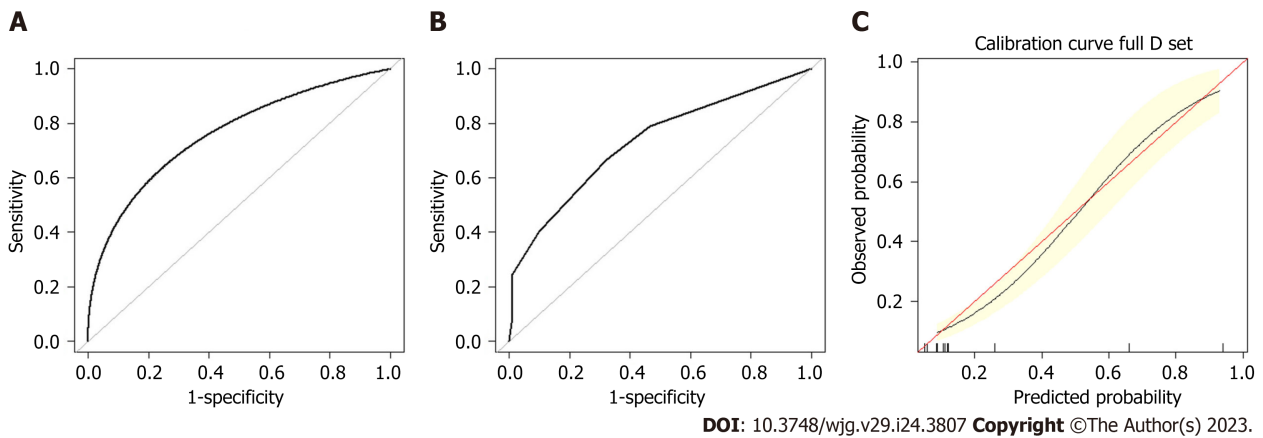 A
B
C
Calibration curve full D set
1.0
0.8
0.6
0.4
0.2
0.0
Sensitivity
0.0 0.2 0.4 0.6 0.8 1.0
1-specificity
1.0
0.8
0.6
0.4
0.2
0.0
Sensitivity
0.0 0.2 0.4 0.6 0.8 1.0
1-specificity
1.0
0.8
0.6
0.4
0.2
Observed probability
0.2 0.4 0.6 0.8 1.0
Predicted probability
DOI: 10.3748/wjg.v29.i24.3807 Copyright ©The Author(s) 2023.